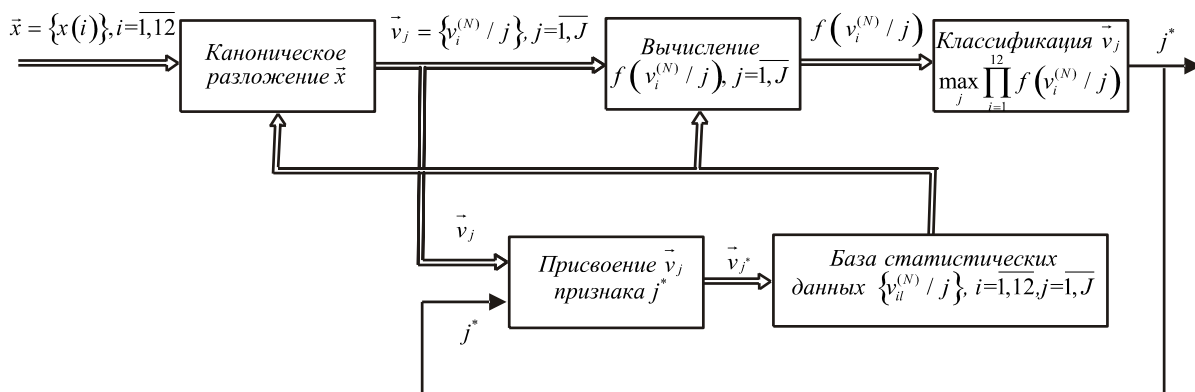 x⃗ = {x(i)}, i=1,12̅
Каноническое
разложение x⃗
v⃗_j = {v_i^(N) / j}, j=1,J̅
Вычисление
f(v_i^(N) / j), j=1,J̅
f(v_i^(N) / j)
Классификация v⃗_j
max_j ∏_{i=1}^{12} f(v_i^(N) / j)
j*
v⃗_j
Присвоение v⃗_j
признака j*
v⃗_j*
База статистических
данных {v_il^(N) / j}, i=1,12̅, j=1,J̅
j*